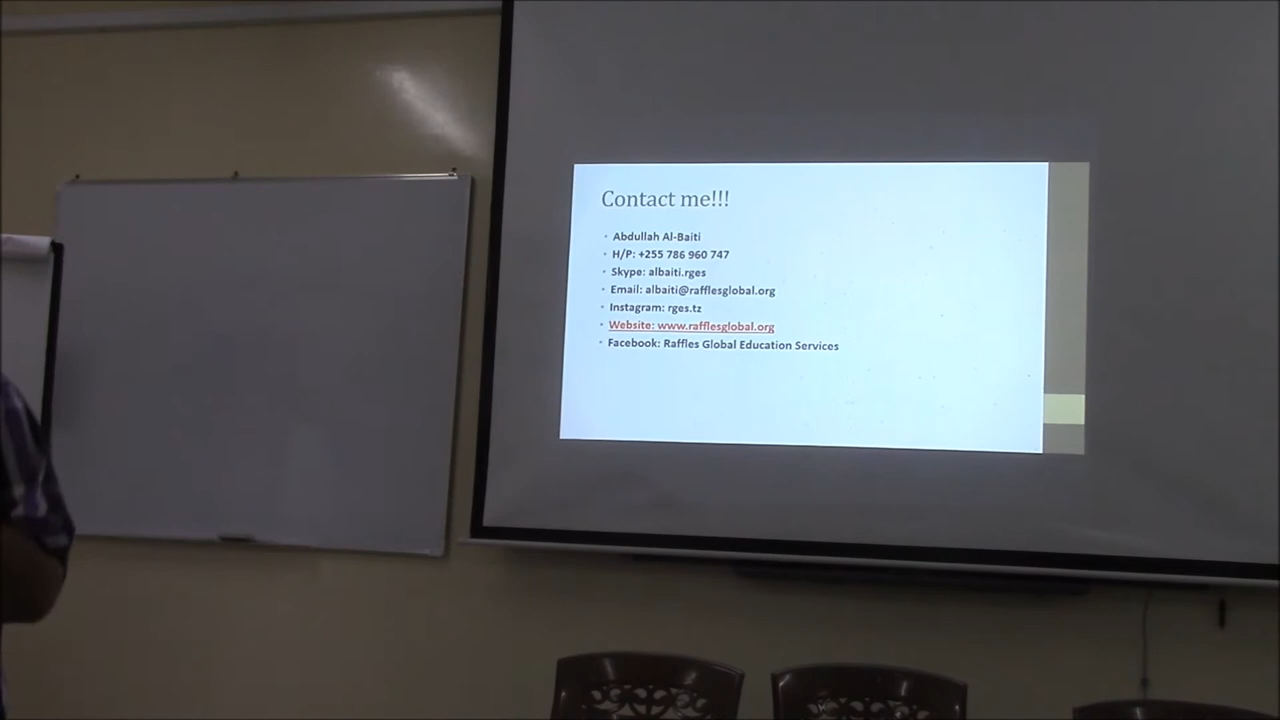 Contact me!!!
• Abdullah Al-Baiti
• H/P: +255 786 960 747
• Skype: albaiti.rges
• Email: albaiti@rafflesglobal.org
• Instagram: rges.tz
• Website: www.rafflesglobal.org
• Facebook: Raffles Global Education Services